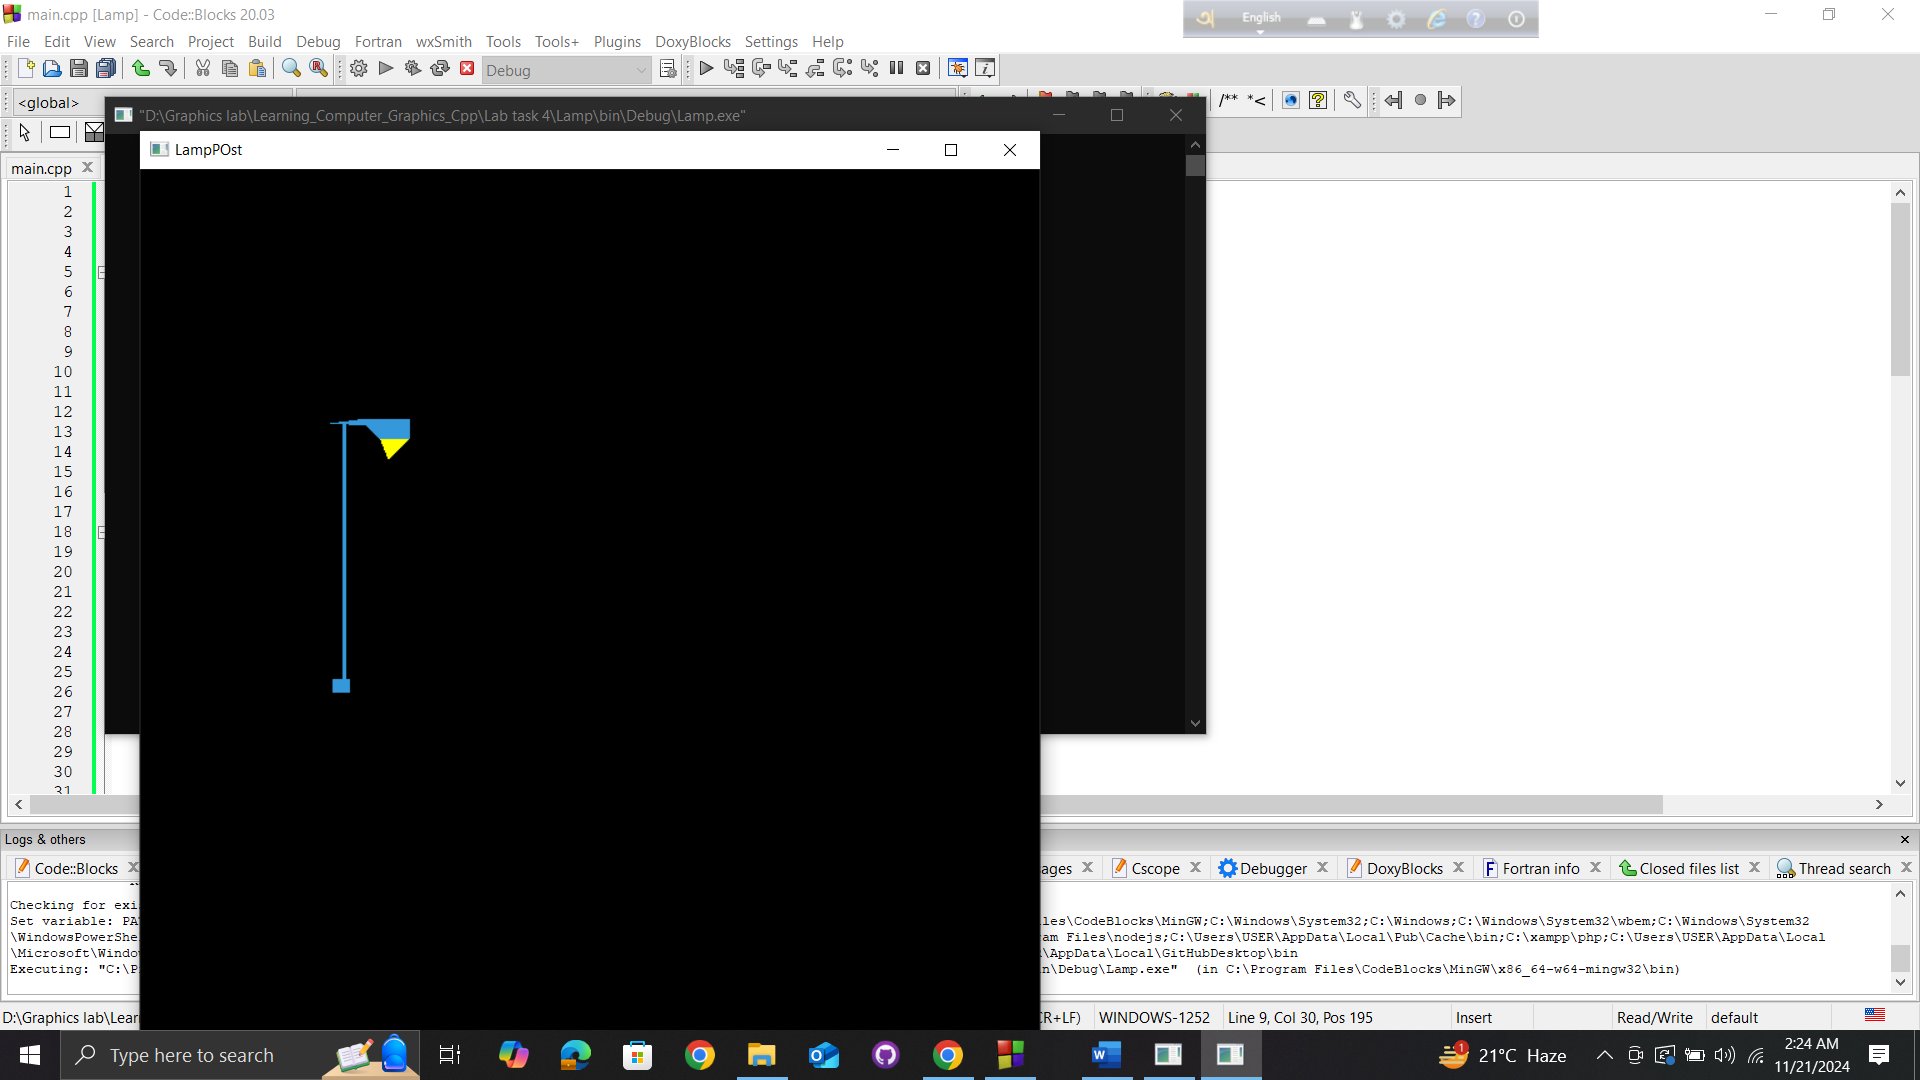 main.cpp [Lamp] - Code::Blocks 20.03
English
File Edit View Search Project Build Debug Fortran wxSmith Tools Tools+ Plugins DoxyBlocks Settings Help
Debug
<global>
/** *<
"D:\Graphics lab\Learning_Computer_Graphics_Cpp\Lab task 4\Lamp\bin\Debug\Lamp.exe"
LampPOst
main.cpp
1
2
3
4
5
6
7
8
9
10
11
12
13
14
15
16
17
18
19
20
21
22
23
24
25
26
27
28
29
30
31
Logs & others
Code::Blocks ages Cscope Debugger DoxyBlocks Fortran info Closed files list Thread search
Checking for exi
Set variable: PA les\CodeBlocks\MinGW;C:\Windows\System32;C:\Windows;C:\Windows\System32\wbem;C:\Windows\System32
\WindowsPowerShe am Files\nodejs;C:\Users\USER\AppData\Local\Pub\Cache\bin;C:\xampp\php;C:\Users\USER\AppData\Local
\Microsoft\Windo \AppData\Local\GitHubDesktop\bin
Executing: "C:\P n\Debug\Lamp.exe" (in C:\Program Files\CodeBlocks\MinGW\x86_64-w64-mingw32\bin)
D:\Graphics lab\Lear CR+LF) WINDOWS-1252 Line 9, Col 30, Pos 195 Insert Read/Write default
Type here to search
1
21°C Haze
2:24 AM
11/21/2024